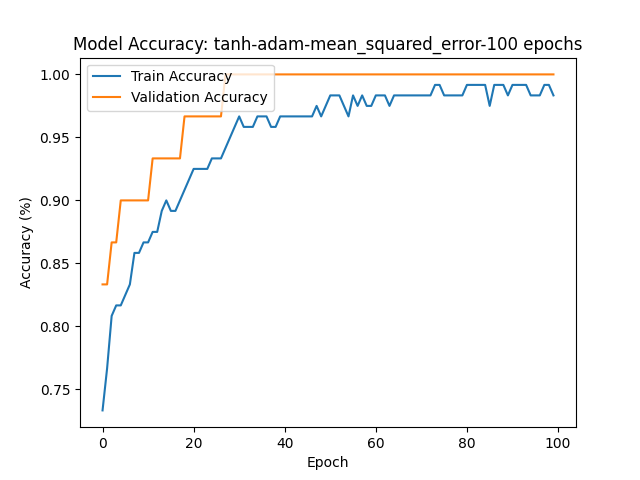 Model Accuracy: tanh-adam-mean_squared_error-100 epochs
Train Accuracy
Validation Accuracy
Accuracy (%)
1.00
0.95
0.90
0.85
0.80
0.75
0 20 40 60 80 100
Epoch